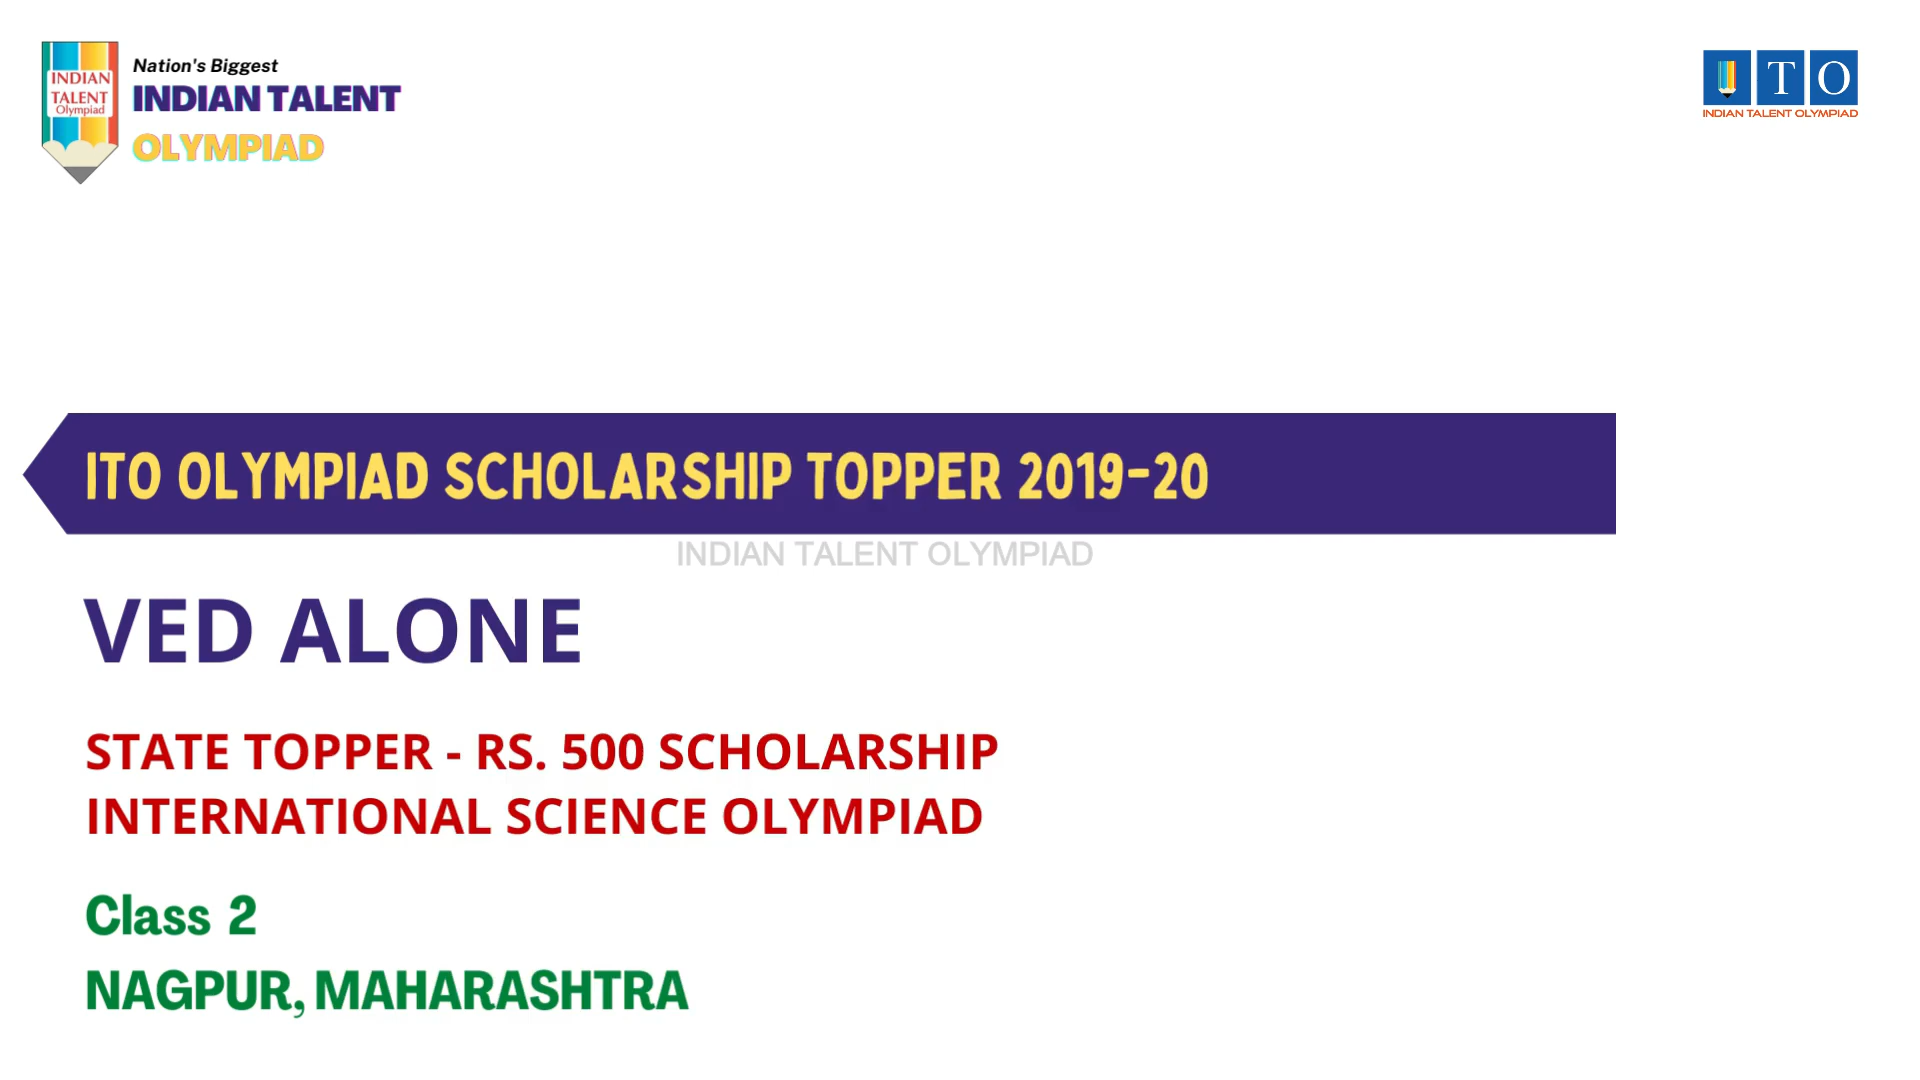 INDIAN
TALENT
Olympiad
Nation's Biggest
INDIAN TALENT
OLYMPIAD
T O
INDIAN TALENT OLYMPIAD
ITO OLYMPIAD SCHOLARSHIP TOPPER 2019-20
INDIAN TALENT OLYMPIAD
VED ALONE
STATE TOPPER - RS. 500 SCHOLARSHIP
INTERNATIONAL SCIENCE OLYMPIAD
Class 2
NAGPUR, MAHARASHTRA